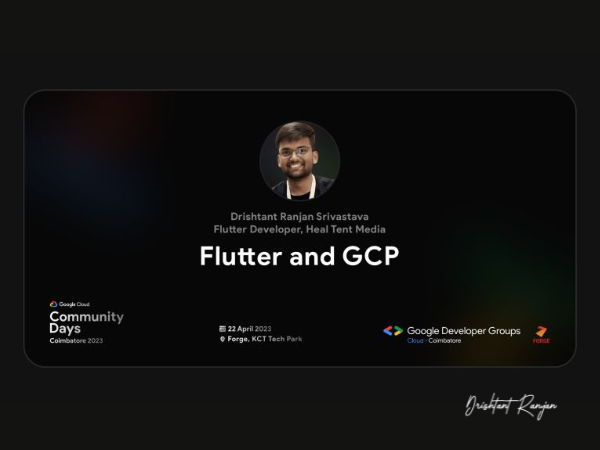 Drishtant Ranjan Srivastava
Flutter Developer, Heal Tent Media
Flutter and GCP
Google Cloud
Community
Days
Coimbatore 2023
22 April 2023
Forge, KCT Tech Park
Google Developer Groups
Cloud - Coimbatore
FORGE
Drishtant Ranjan